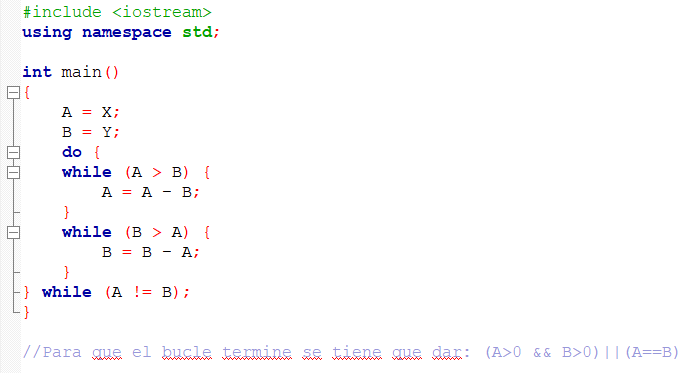 #include <iostream>
using namespace std;
int main()
{
A = X;
B = Y;
do {
while (A > B) {
A = A - B;
}
while (B > A) {
B = B - A;
}
} while (A != B);
}
//Para que el bucle termine se tiene que dar: (A>0 && B>0)||(A==B)